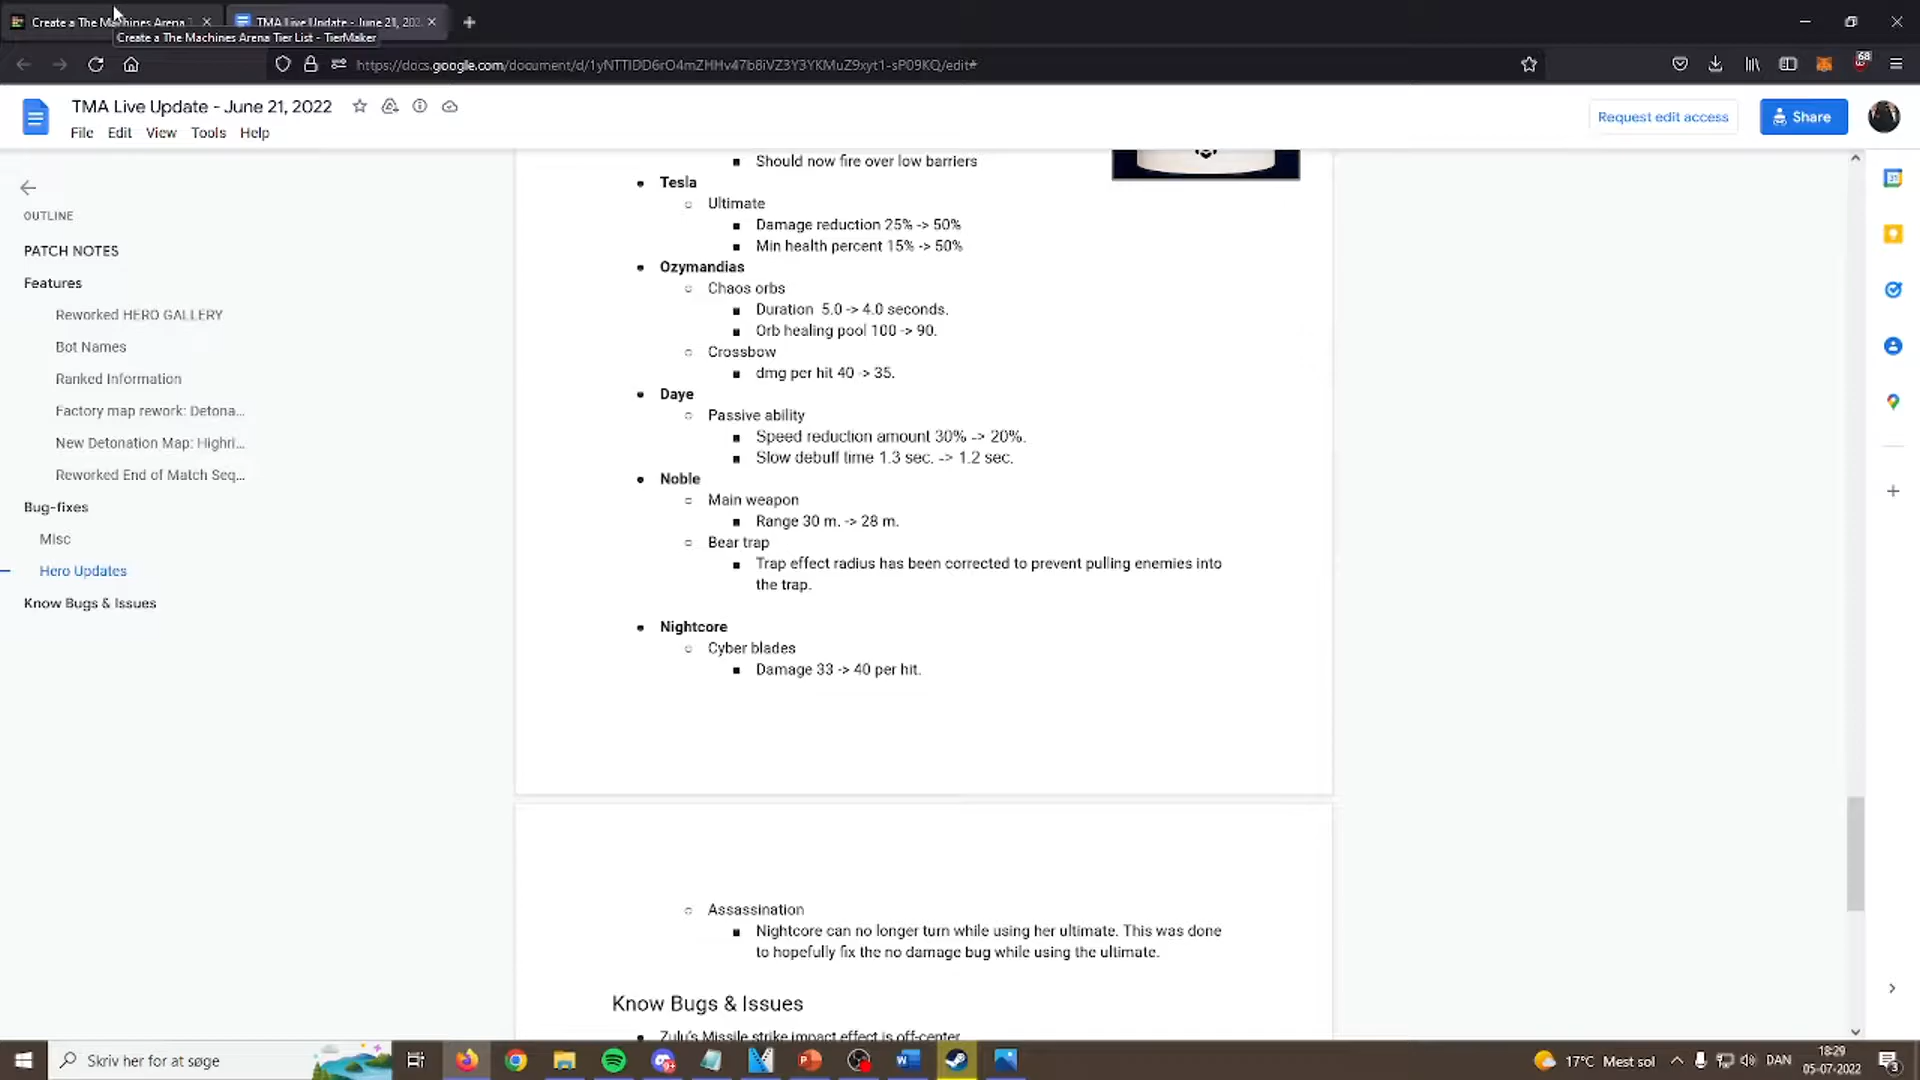 Create a The Machines Arena T
TMA Live Update - June 21, 202
Create a The Machines Arena Tier List - TierMaker
https://docs.google.com/document/d/1yNTTIDD6rO4mZHHv47b8iVZ3Y3YKMuZ9xyt1-sP09KQ/edit#
68
TMA Live Update - June 21, 2022
File Edit View Tools Help
Request edit access
Share
OUTLINE
PATCH NOTES
Features
Reworked HERO GALLERY
Bot Names
Ranked Information
Factory map rework: Detona...
New Detonation Map: Highri...
Reworked End of Match Seq...
Bug-fixes
Misc
Hero Updates
Know Bugs & Issues
Should now fire over low barriers
Tesla
Ultimate
Damage reduction 25% -> 50%
Min health percent 15% -> 50%
Ozymandias
Chaos orbs
Duration 5.0 -> 4.0 seconds.
Orb healing pool 100 -> 90.
Crossbow
dmg per hit 40 -> 35.
Daye
Passive ability
Speed reduction amount 30% -> 20%.
Slow debuff time 1.3 sec. -> 1.2 sec.
Noble
Main weapon
Range 30 m. -> 28 m.
Bear trap
Trap effect radius has been corrected to prevent pulling enemies into
the trap.
Nightcore
Cyber blades
Damage 33 -> 40 per hit.
Assassination
Nightcore can no longer turn while using her ultimate. This was done
to hopefully fix the no damage bug while using the ultimate.
Know Bugs & Issues
Zulu's Missile strike impact effect is off-center
31
Skriv her for at søge
17°C Mest sol
DAN
18:29
05-07-2022
3